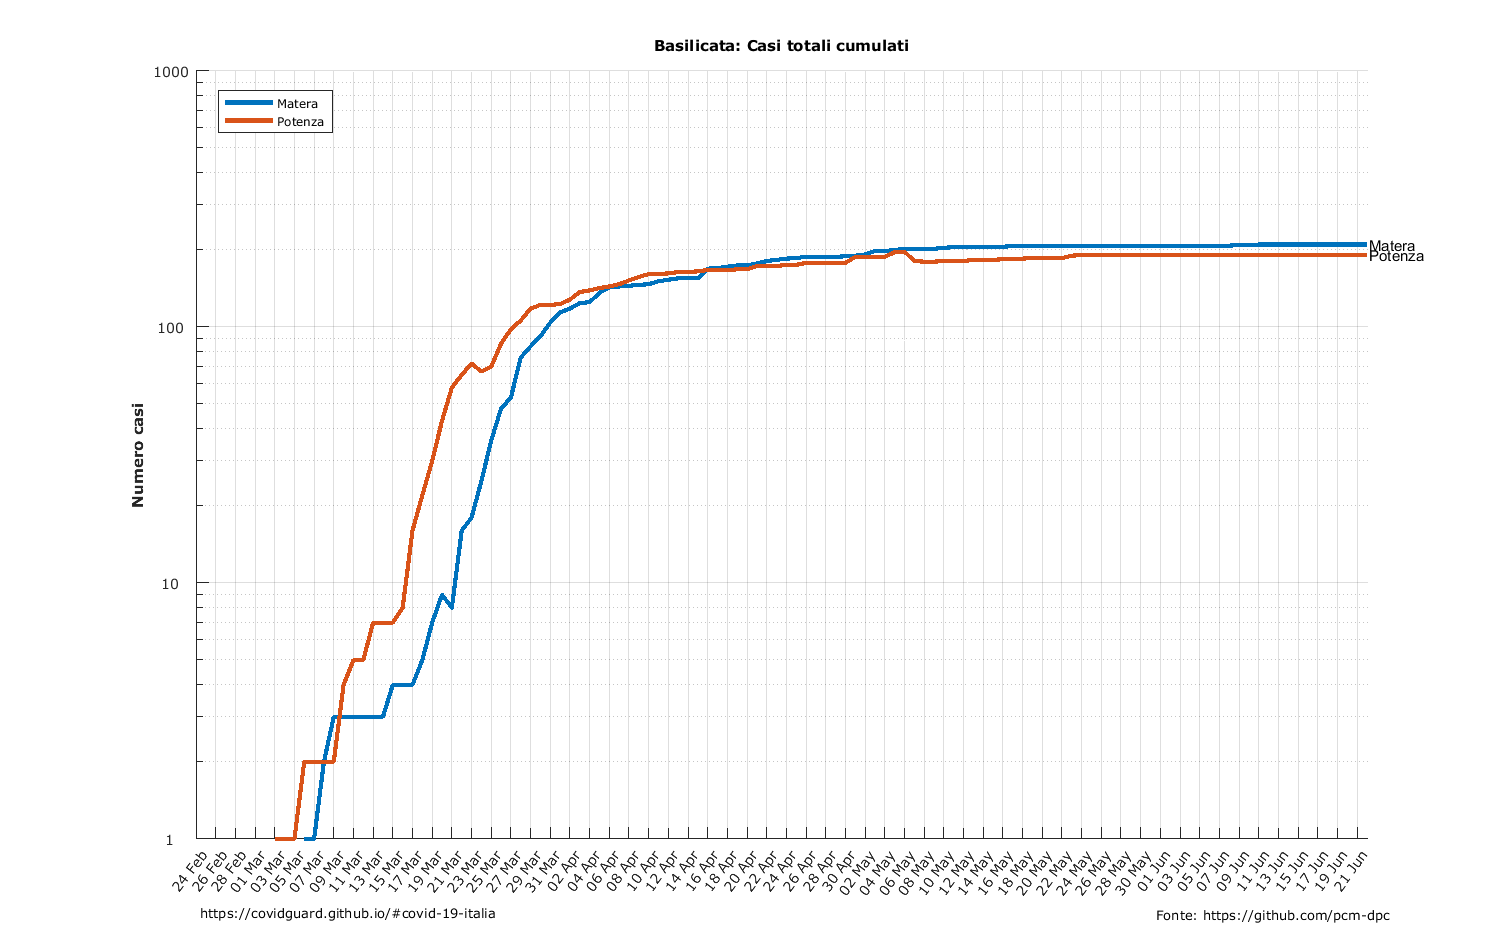 Basilicata: Casi totali cumulati
1000
100
10
1
Numero casi
Matera
Potenza
Matera
Potenza
24 Feb
26 Feb
28 Feb
01 Mar
03 Mar
05 Mar
07 Mar
09 Mar
11 Mar
13 Mar
15 Mar
17 Mar
19 Mar
21 Mar
23 Mar
25 Mar
27 Mar
29 Mar
31 Mar
02 Apr
04 Apr
06 Apr
08 Apr
10 Apr
12 Apr
14 Apr
16 Apr
18 Apr
20 Apr
22 Apr
24 Apr
26 Apr
28 Apr
30 Apr
02 May
04 May
06 May
08 May
10 May
12 May
14 May
16 May
18 May
20 May
22 May
24 May
26 May
28 May
30 May
01 Jun
03 Jun
05 Jun
07 Jun
09 Jun
11 Jun
13 Jun
15 Jun
17 Jun
19 Jun
21 Jun
https://covidguard.github.io/#covid-19-italia
Fonte: https://github.com/pcm-dpc